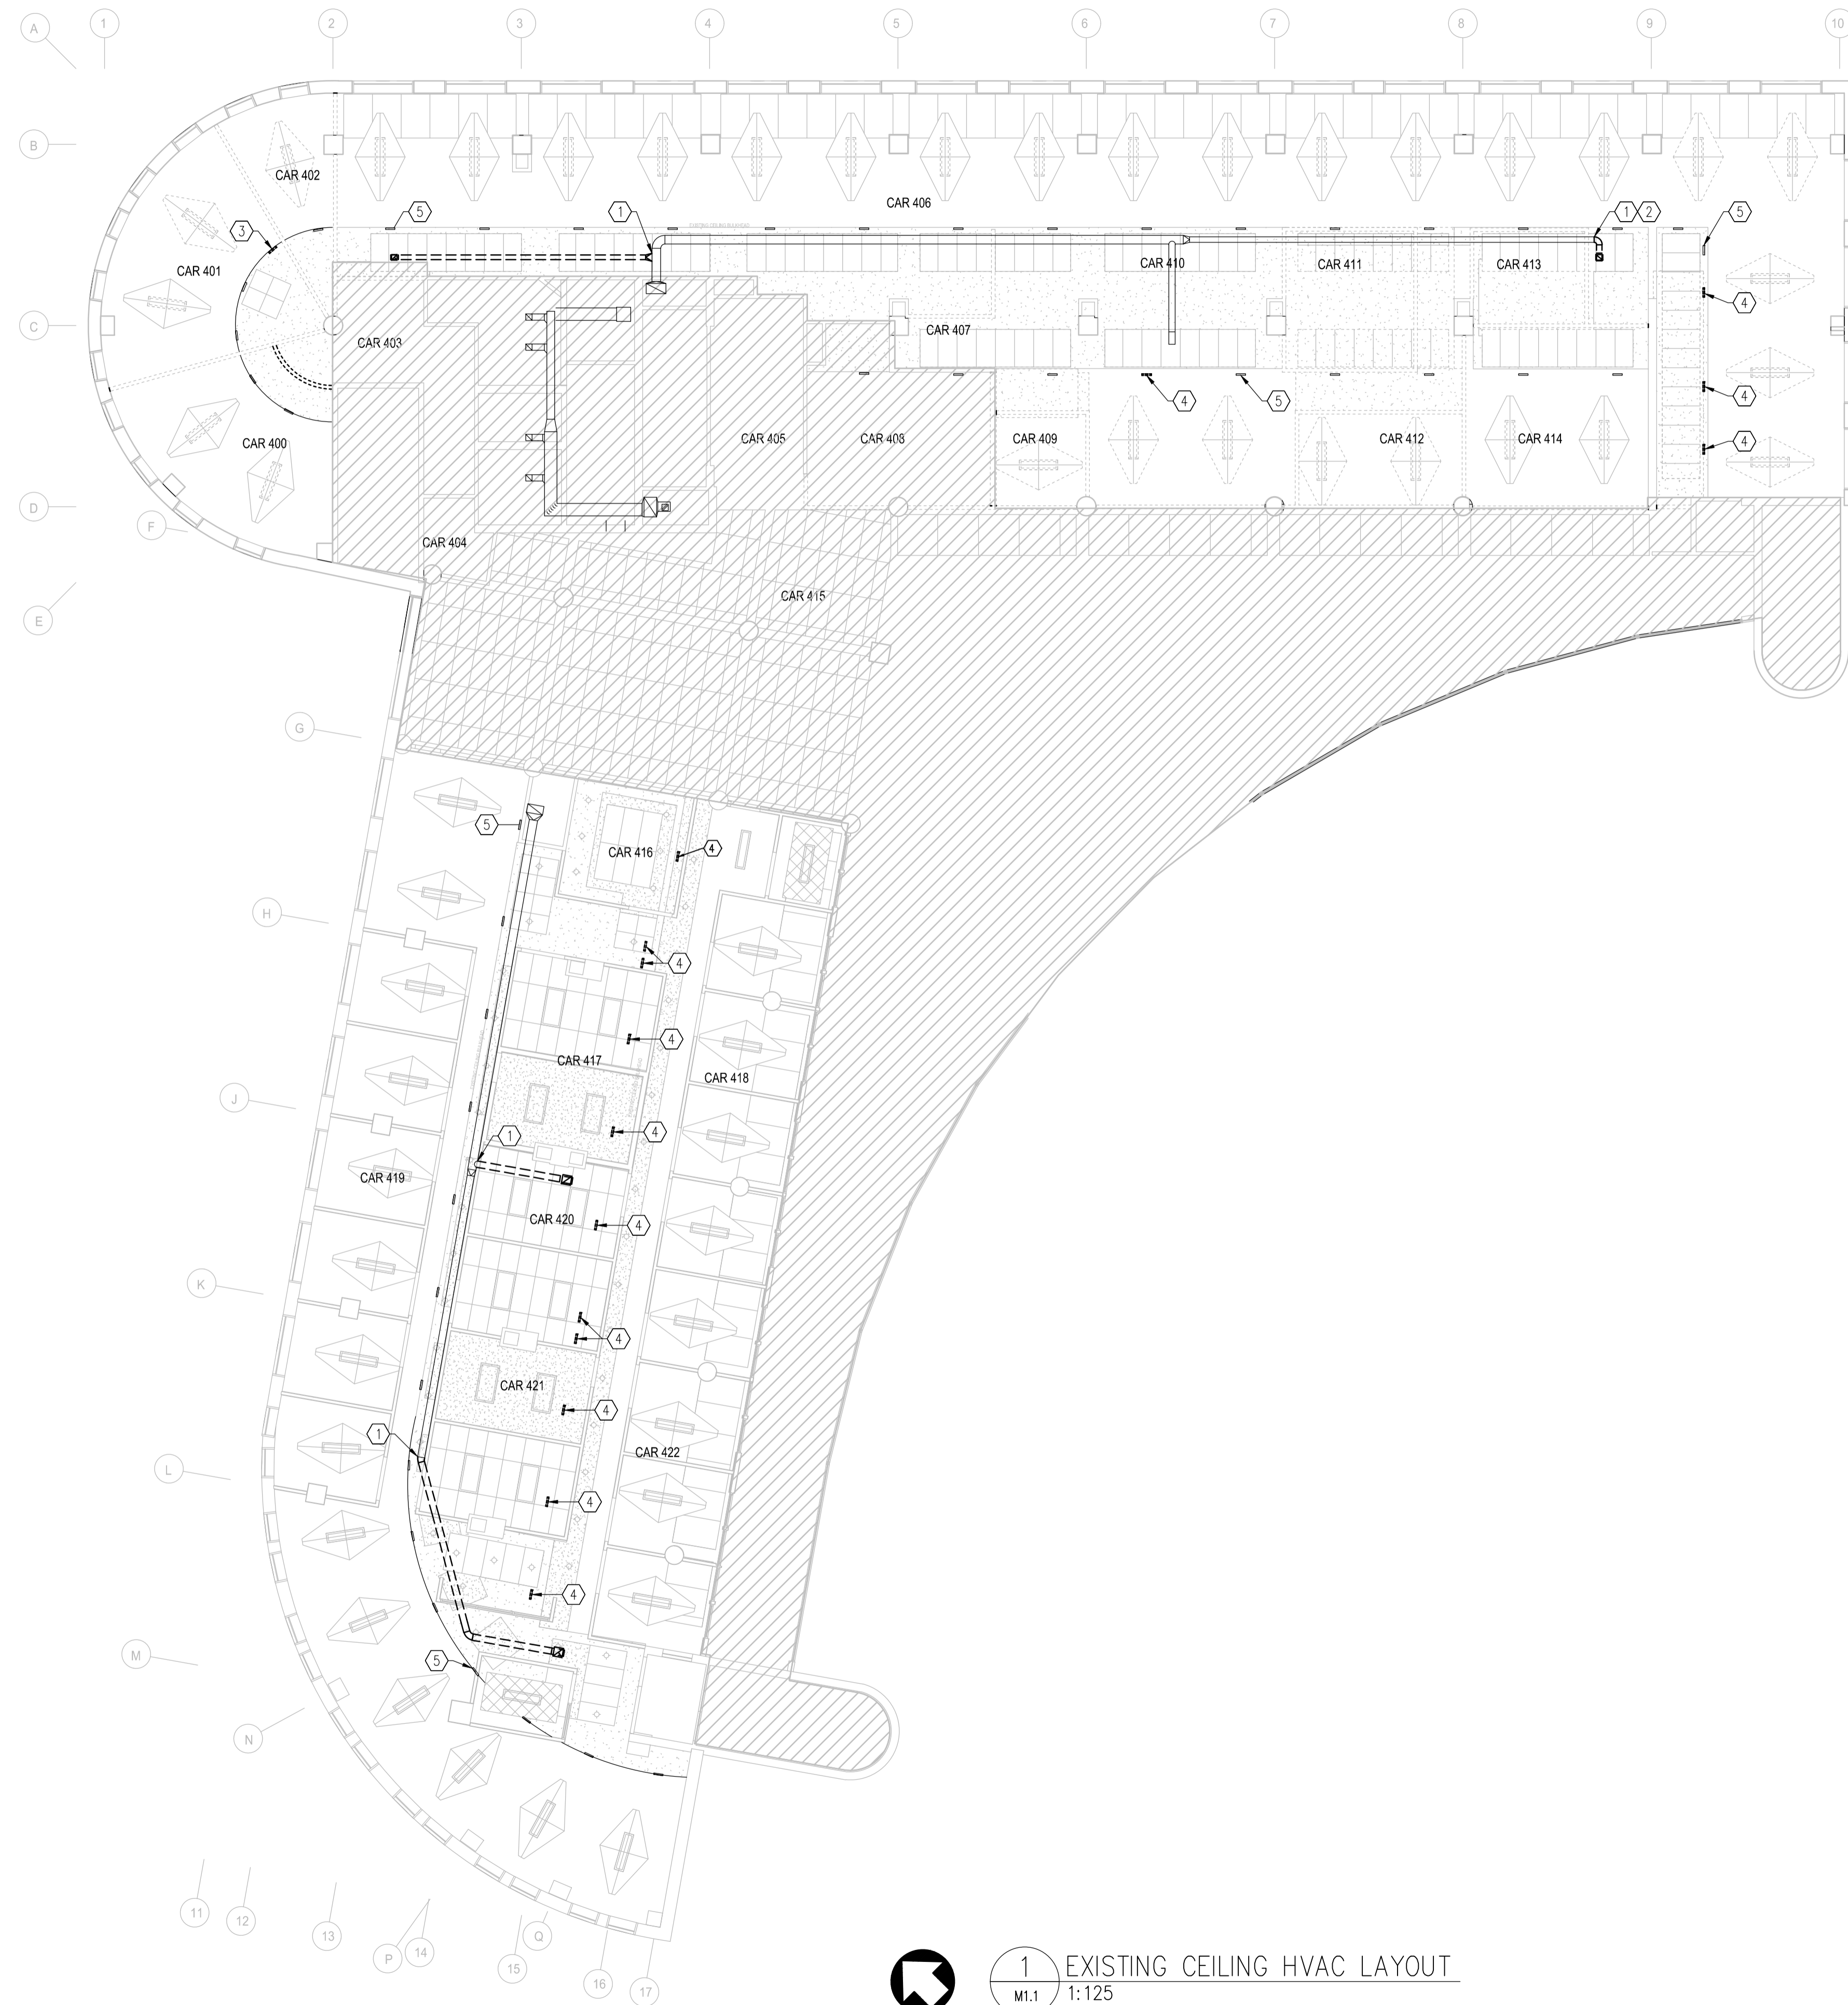 A
1
2
3
4
5
6
7
8
9
10
B
CAR 402
CAR 406
5
1
1
2
5
3
EXISTING CEILING BULKHEAD
CAR 401
CAR 410
CAR 411
CAR 413
4
C
CAR 403
CAR 407
4
5
4
CAR 400
CAR 405
CAR 408
CAR 409
CAR 412
CAR 414
4
D
F
CAR 404
CAR 415
E
G
5
CAR 416
4
H
4
4
CAR 417
CAR 418
J
4
1
CAR 419
CAR 420
4
K
4
CAR 421
4
1
CAR 422
L
4
4
M
5
N
11
12
13
P
14
15
Q
16
17
1
M1.1
EXISTING CEILING HVAC LAYOUT
1:125